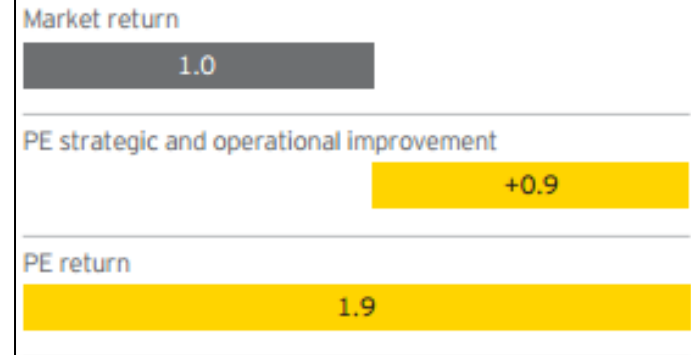 Market return
1.0
PE strategic and operational improvement
+0.9
PE return
1.9